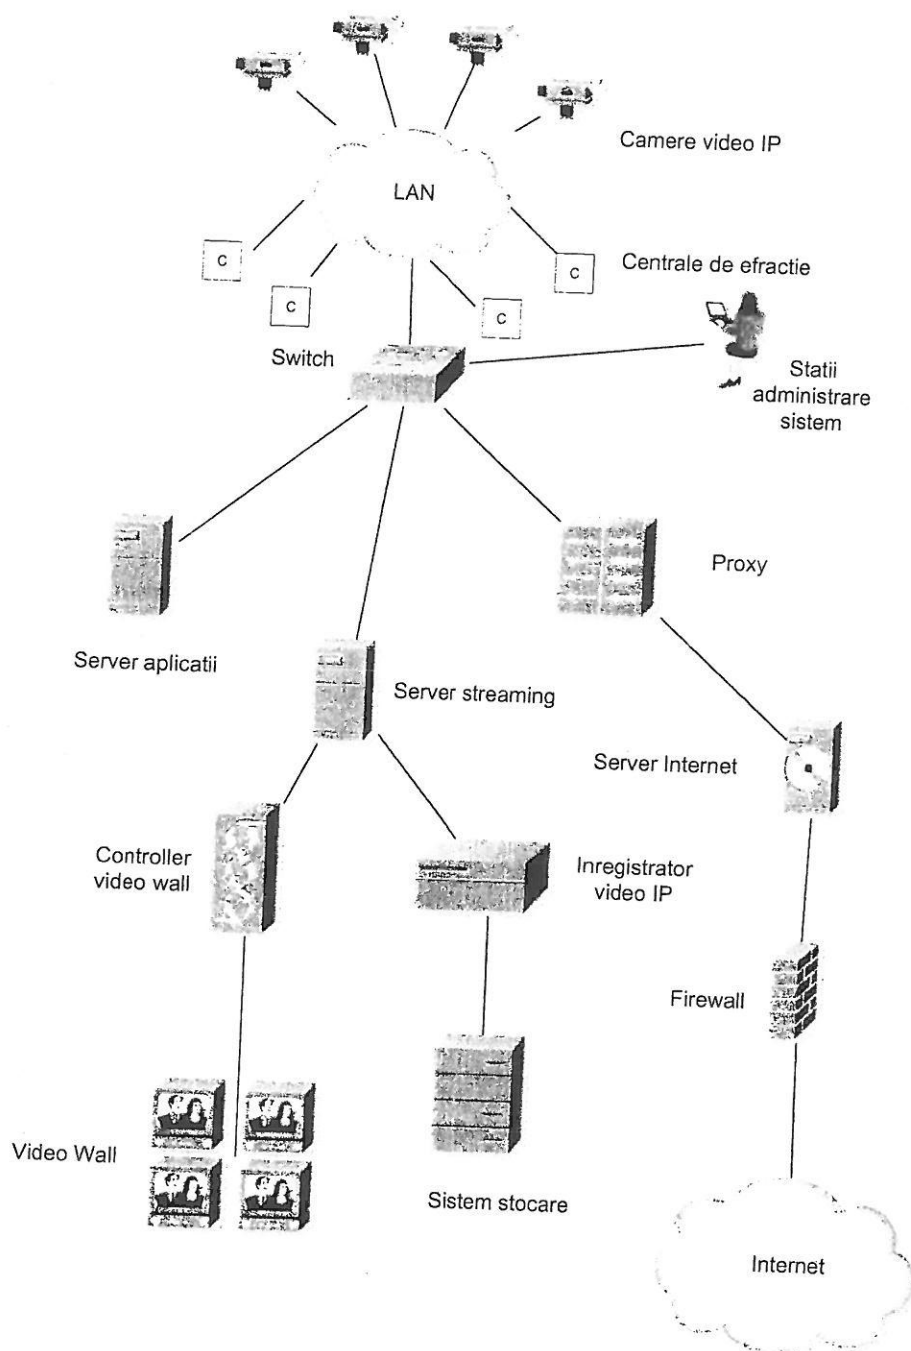 Camere video IP
LAN
C
Centrale de efractie
C
C
C
Switch
Statii
administrare
sistem
Proxy
Server aplicatii
Server streaming
Server Internet
Controller
video wall
Inregistrator
video IP
Firewall
Video Wall
Sistem stocare
Internet